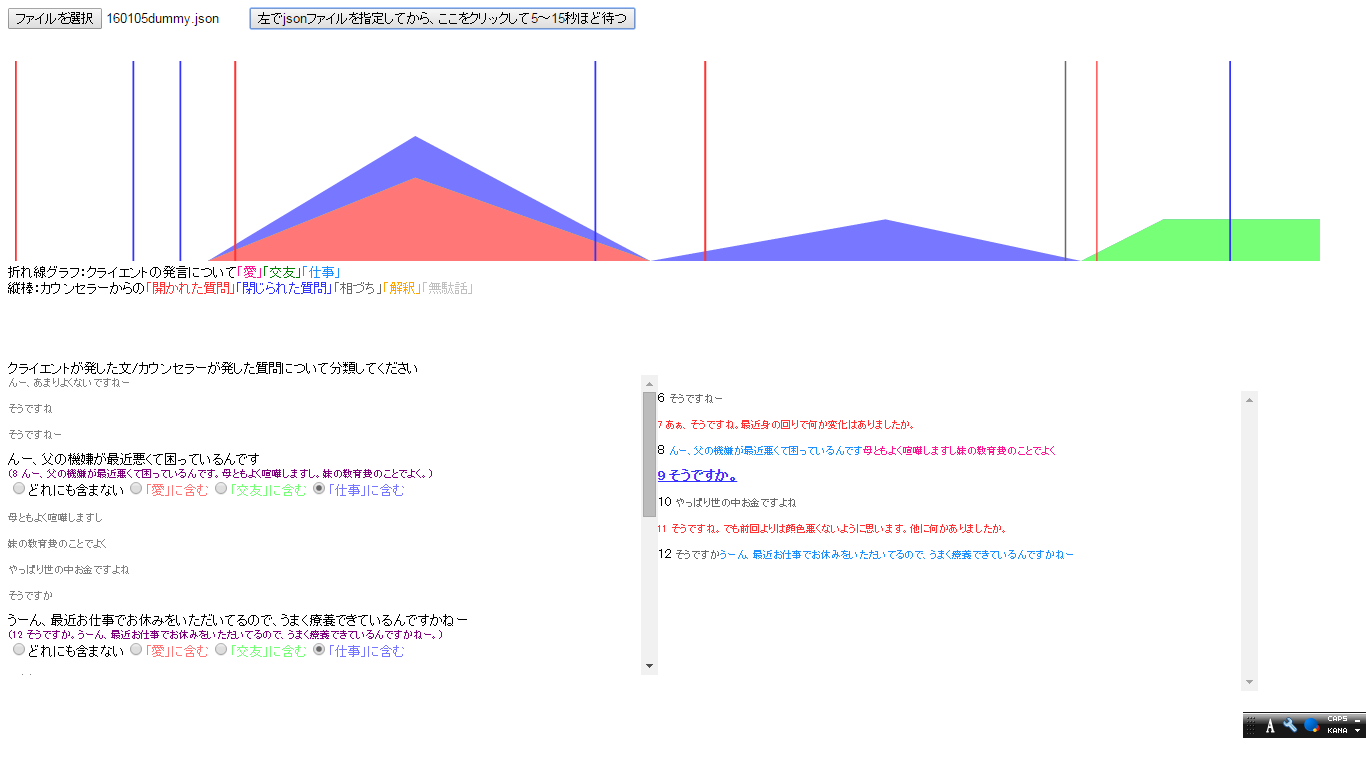 ファイルを選択 160105dummy.json 左でjsonファイルを指定してから、ここをクリックして5～15秒ほど待つ
折れ線グラフ：クライエントの発言について「愛」「交友」「仕事」
縦棒：カウンセラーからの「開かれた質問」「閉じられた質問」「相づち」「解釈」「無駄話」
クライエントが発した文/カウンセラーが発した質問について分類してください
んー、あまりよくないですねー
そうですね
そうですねー
んー、父の機嫌が最近悪くて困っているんです
(8 んー、父の機嫌が最近悪くて困っているんです。母ともよく喧嘩しますし。妹の教育費のことでよく。)
どれにも含まない 「愛」に含む 「交友」に含む 「仕事」に含む
母ともよく喧嘩しますし
妹の教育費のことでよく
やっぱり世の中お金ですよね
そうですか
うーん、最近お仕事でお休みをいただいてるので、うまく療養できているんですかねー
(12 そうですか。うーん、最近お仕事でお休みをいただいてるので、うまく療養できているんですかねー。)
どれにも含まない 「愛」に含む 「交友」に含む 「仕事」に含む
6 そうですねー
7 あぁ、そうですね。最近身の回りで何か変化はありましたか。
8 んー、父の機嫌が最近悪くて困っているんです母ともよく喧嘩しますし妹の教育費のことでよく
9 そうですか。
10 やっぱり世の中お金ですよね
11 そうですね。でも前回よりは顔色悪くないように思います。他に何かありましたか。
12 そうですかうーん、最近お仕事でお休みをいただいてるので、うまく療養できているんですかねー
A CAPS
KANA